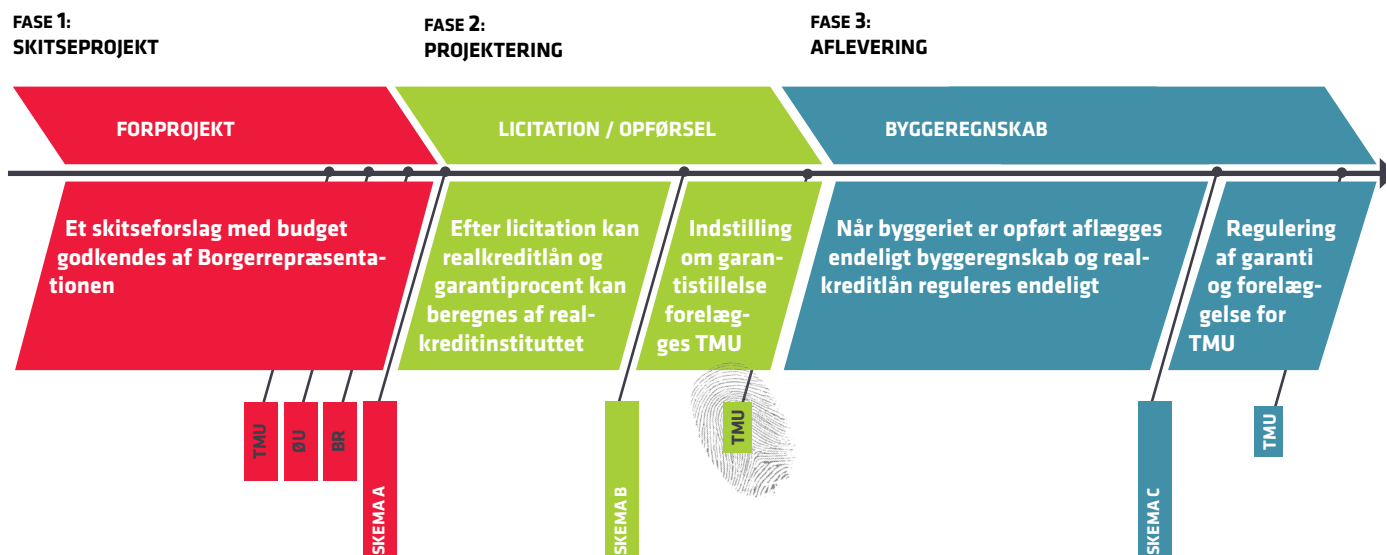 FASE 1:
SKITSEPROJEKT
FASE 2:
PROJEKTERING
FASE 3:
AFLEVERING
FORPROJEKT
LICITATION / OPFØRSEL
BYGGEREGNSKAB
Et skitseforslag med budget
godkendes af Borgerrepræsenta-
tionen
Efter licitation kan
realkreditlån og
garantiprocent kan
beregnes af real-
kreditinstituttet
Indstilling
om garan-
tistillelse
forelæg-
ges TMU
Når byggeriet er opført aflægges
endeligt byggeregnskab og real-
kreditlån reguleres endeligt
Regulering
af garanti
og forelæg-
gelse for
TMU
TMU
ØU
BR
SKEMA A
SKEMA B
TMU
SKEMA C
TMU